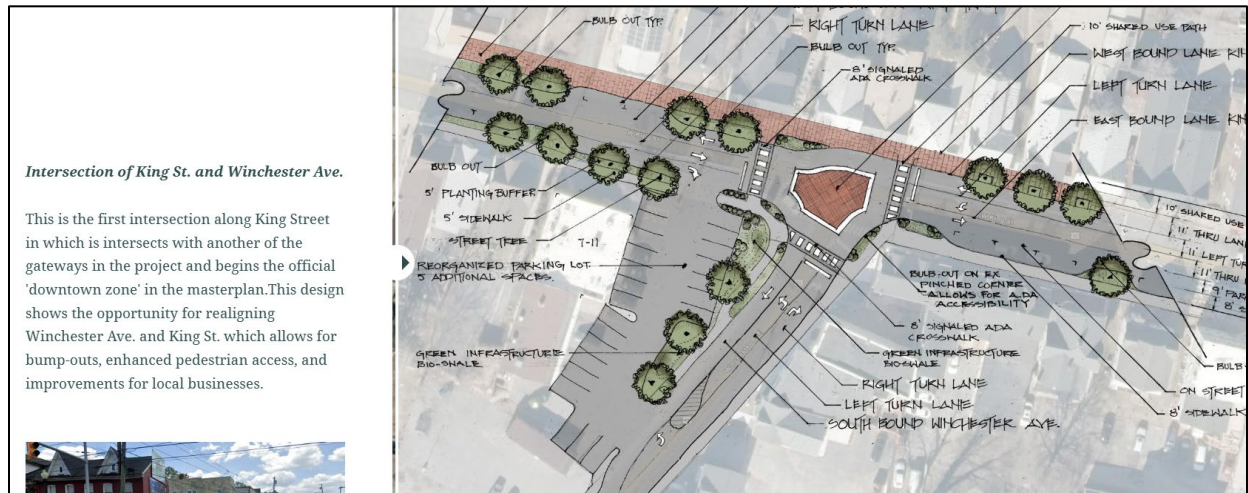 Intersection of King St. and Winchester Ave.
This is the first intersection along King Street
in which is intersects with another of the
gateways in the project and begins the official
'downtown zone' in the masterplan.This design
shows the opportunity for realigning
Winchester Ave. and King St. which allows for
bump-outs, enhanced pedestrian access, and
improvements for local businesses.
BULB OUT TYP.
RIGHT TURN LANE
BULB OUT TYP.
8' SIGNALED
ADA CROSSWALK
10' SHARED USE PATH
WEST BOUND LANE
LEFT TURN LANE
EAST BOUND LANE
BULB OUT
5' PLANTING BUFFER
5' SIDEWALK
STREET TREE
7-11
REORGANIZED PARKING LOT
5 ADDITIONAL SPACES.
GREEN INFRASTRUCTURE
BIO-SWALE
BULB-OUT ON EX.
PINCHED CORNER
ALLOWS FOR ADA
ACCESSIBILITY
8' SIGNALED ADA
CROSSWALK
GREEN INFRASTRUCTURE
BIO-SWALE
RIGHT TURN LANE
LEFT TURN LANE
SOUTH BOUND WINCHESTER AVE.
10' SHARED USE
11' THRU
11' LEFT
11' THRU
9'
8'
BULB
ON STREET
8' SIDEWALK